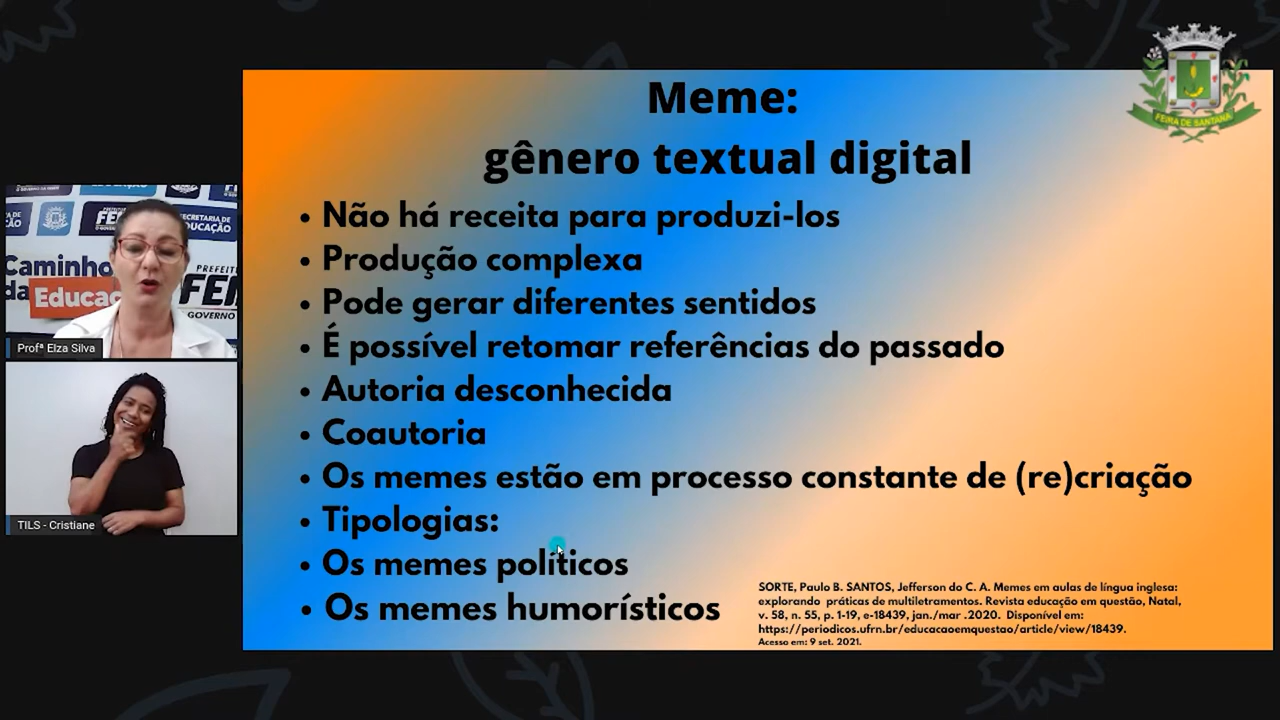 FEIRA DE SANTANA
Meme:
gênero textual digital
• Não há receita para produzi-los
• Produção complexa
• Pode gerar diferentes sentidos
• É possível retomar referências do passado
• Autoria desconhecida
• Coautoria
• Os memes estão em processo constante de (re)criação
• Tipologias:
• Os memes políticos
• Os memes humorísticos
SORTE, Paulo B. SANTOS, Jefferson do C. A. Memes em aulas de língua inglesa:
explorando práticas de multiletramentos. Revista educação em questão, Natal,
v. 58, n. 55, p. 1-19, e-18439, jan./mar .2020. Disponível em:
https://periodicos.ufrn.br/educacaoemquestao/article/view/18439.
Acesso em: 9 set. 2021.
SECRETARIA DE
EDUCAÇÃO
Caminho
da
Educaç
PREFEIT
FEI
GOVERNO
Profª Elza Silva
TILS - Cristiane